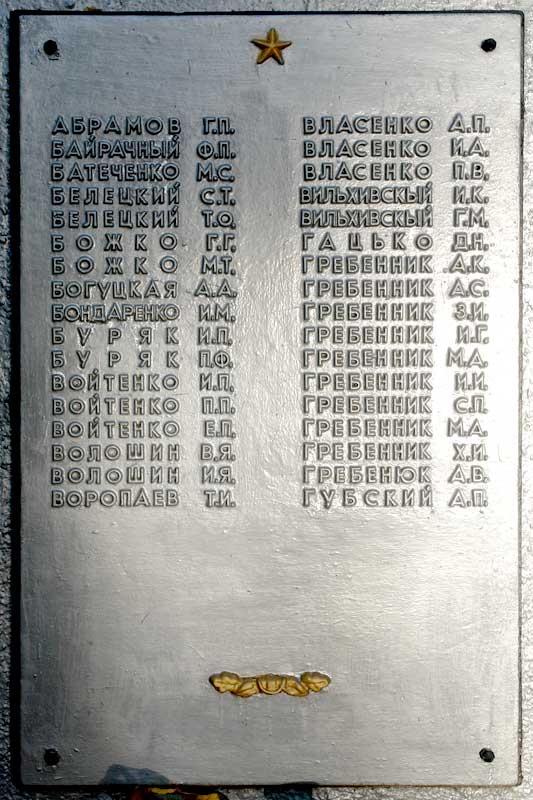 АБРАМОВ Г.П.
БАЙРАЧНЫЙ Ф.П.
БАТЕЧЕНКО М.С.
БЕЛЕЦКИЙ С.Т.
БЕЛЕЦКИЙ Т.О.
БОЖКО Г.Г.
БОЖКО М.Т.
БОГУЦКАЯ А.А.
БОНДАРЕНКО И.М.
БУРЯК И.П.
БУРЯК П.Ф.
ВОЙТЕНКО И.П.
ВОЙТЕНКО П.П.
ВОЙТЕНКО Е.П.
ВОЛОШИН В.Я.
ВОЛОШИН И.Я.
ВОРОПАЕВ Т.И.
ВЛАСЕНКО А.П.
ВЛАСЕНКО И.А.
ВЛАСЕНКО П.В.
ВИЛЬХИВСКЫЙ И.К.
ВИЛЬХИВСКЫЙ Г.М.
ГАЦЬКО Д.Н.
ГРЕБЕННИК А.К.
ГРЕБЕННИК А.С.
ГРЕБЕННИК З.И.
ГРЕБЕННИК И.Г.
ГРЕБЕННИК М.А.
ГРЕБЕННИК И.И.
ГРЕБЕННИК С.П.
ГРЕБЕННИК М.А.
ГРЕБЕННИК Х.И.
ГРЕБЕНЮК А.В.
ГУБСКИЙ А.П.